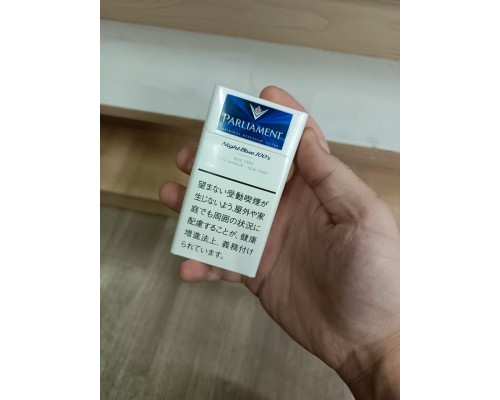 PARLIAMENT
Night Blue 100's
望まない受動喫煙が
生じないよう、屋外や家
庭でも周囲の状況に
配慮することが、健康
増進法上、義務付け
られています。